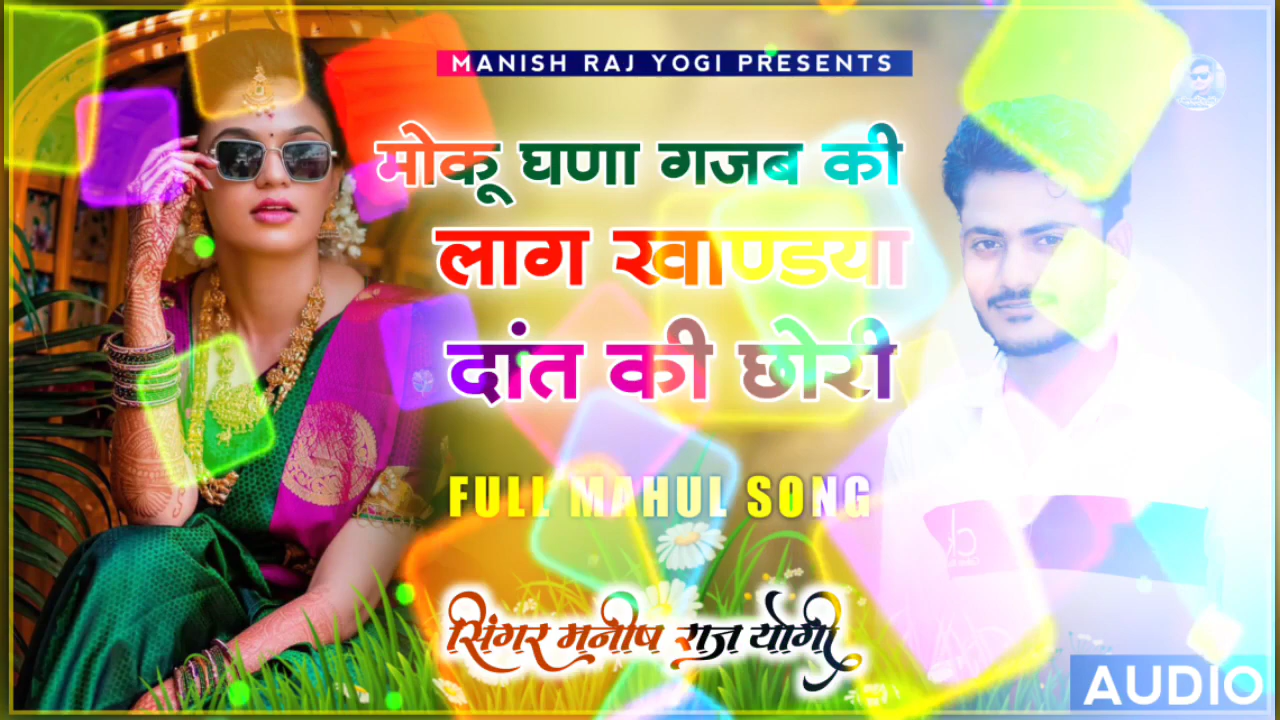 MANISH RAJ YOGI PRESENTS
मोकू घणा गजब की
लाग खाण्डया
दांत की छोरी
FULL MAHUL SONG
सिंगर मनीष राज योगी
AUDIO